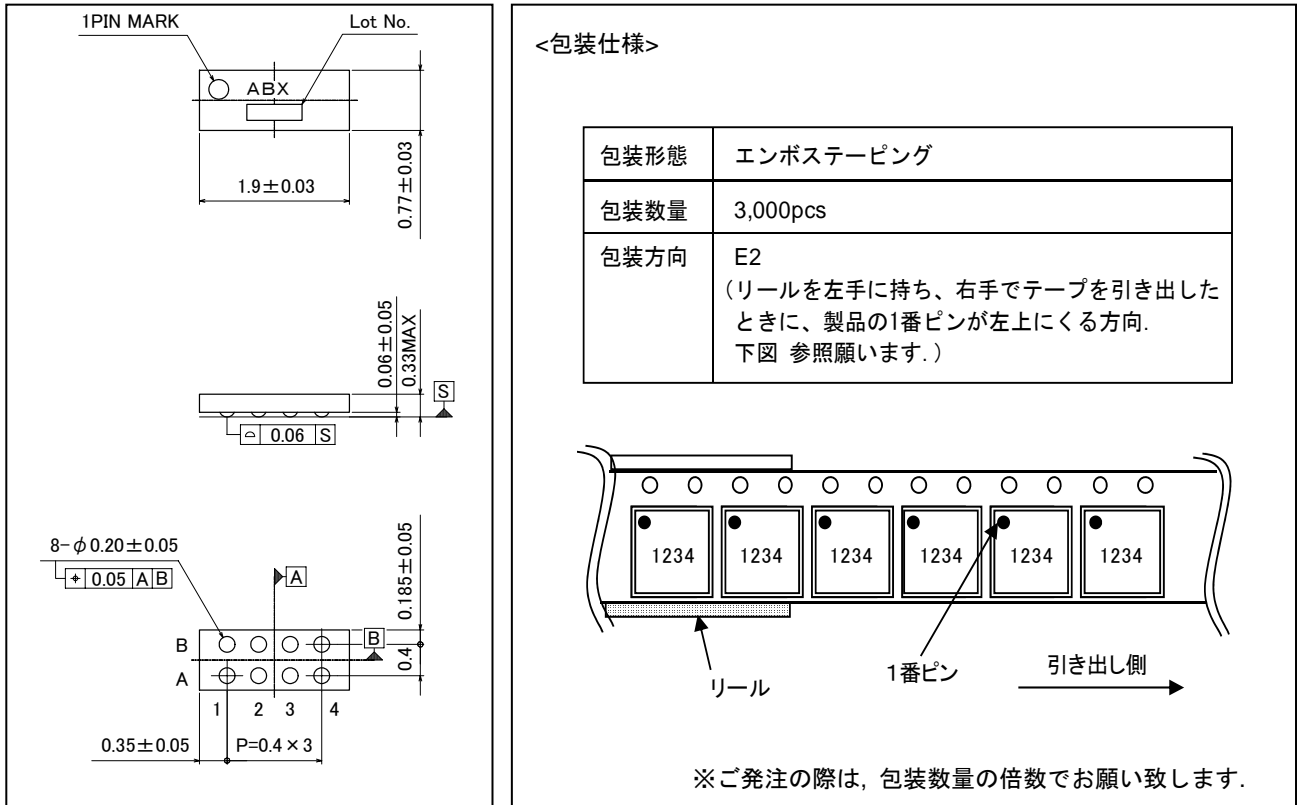 1PIN MARK
Lot No.
ABX
1.9±0.03
0.77±0.03
0.06±0.05
0.33MAX
S
⌓ 0.06 S
8-φ0.20±0.05
⌖ 0.05 A B
A
0.185±0.05
B
B
0.4
A
1 2 3 4
0.35±0.05
P=0.4×3
<包装仕様>
包装形態 エンボステーピング
包装数量 3,000pcs
包装方向 E2
(リールを左手に持ち、右手でテープを引き出した
ときに、製品の1番ピンが左上にくる方向.
下図 参照願います.)
1234 1234 1234 1234 1234 1234
リール
1番ピン
引き出し側
※ご発注の際は, 包装数量の倍数でお願い致します.